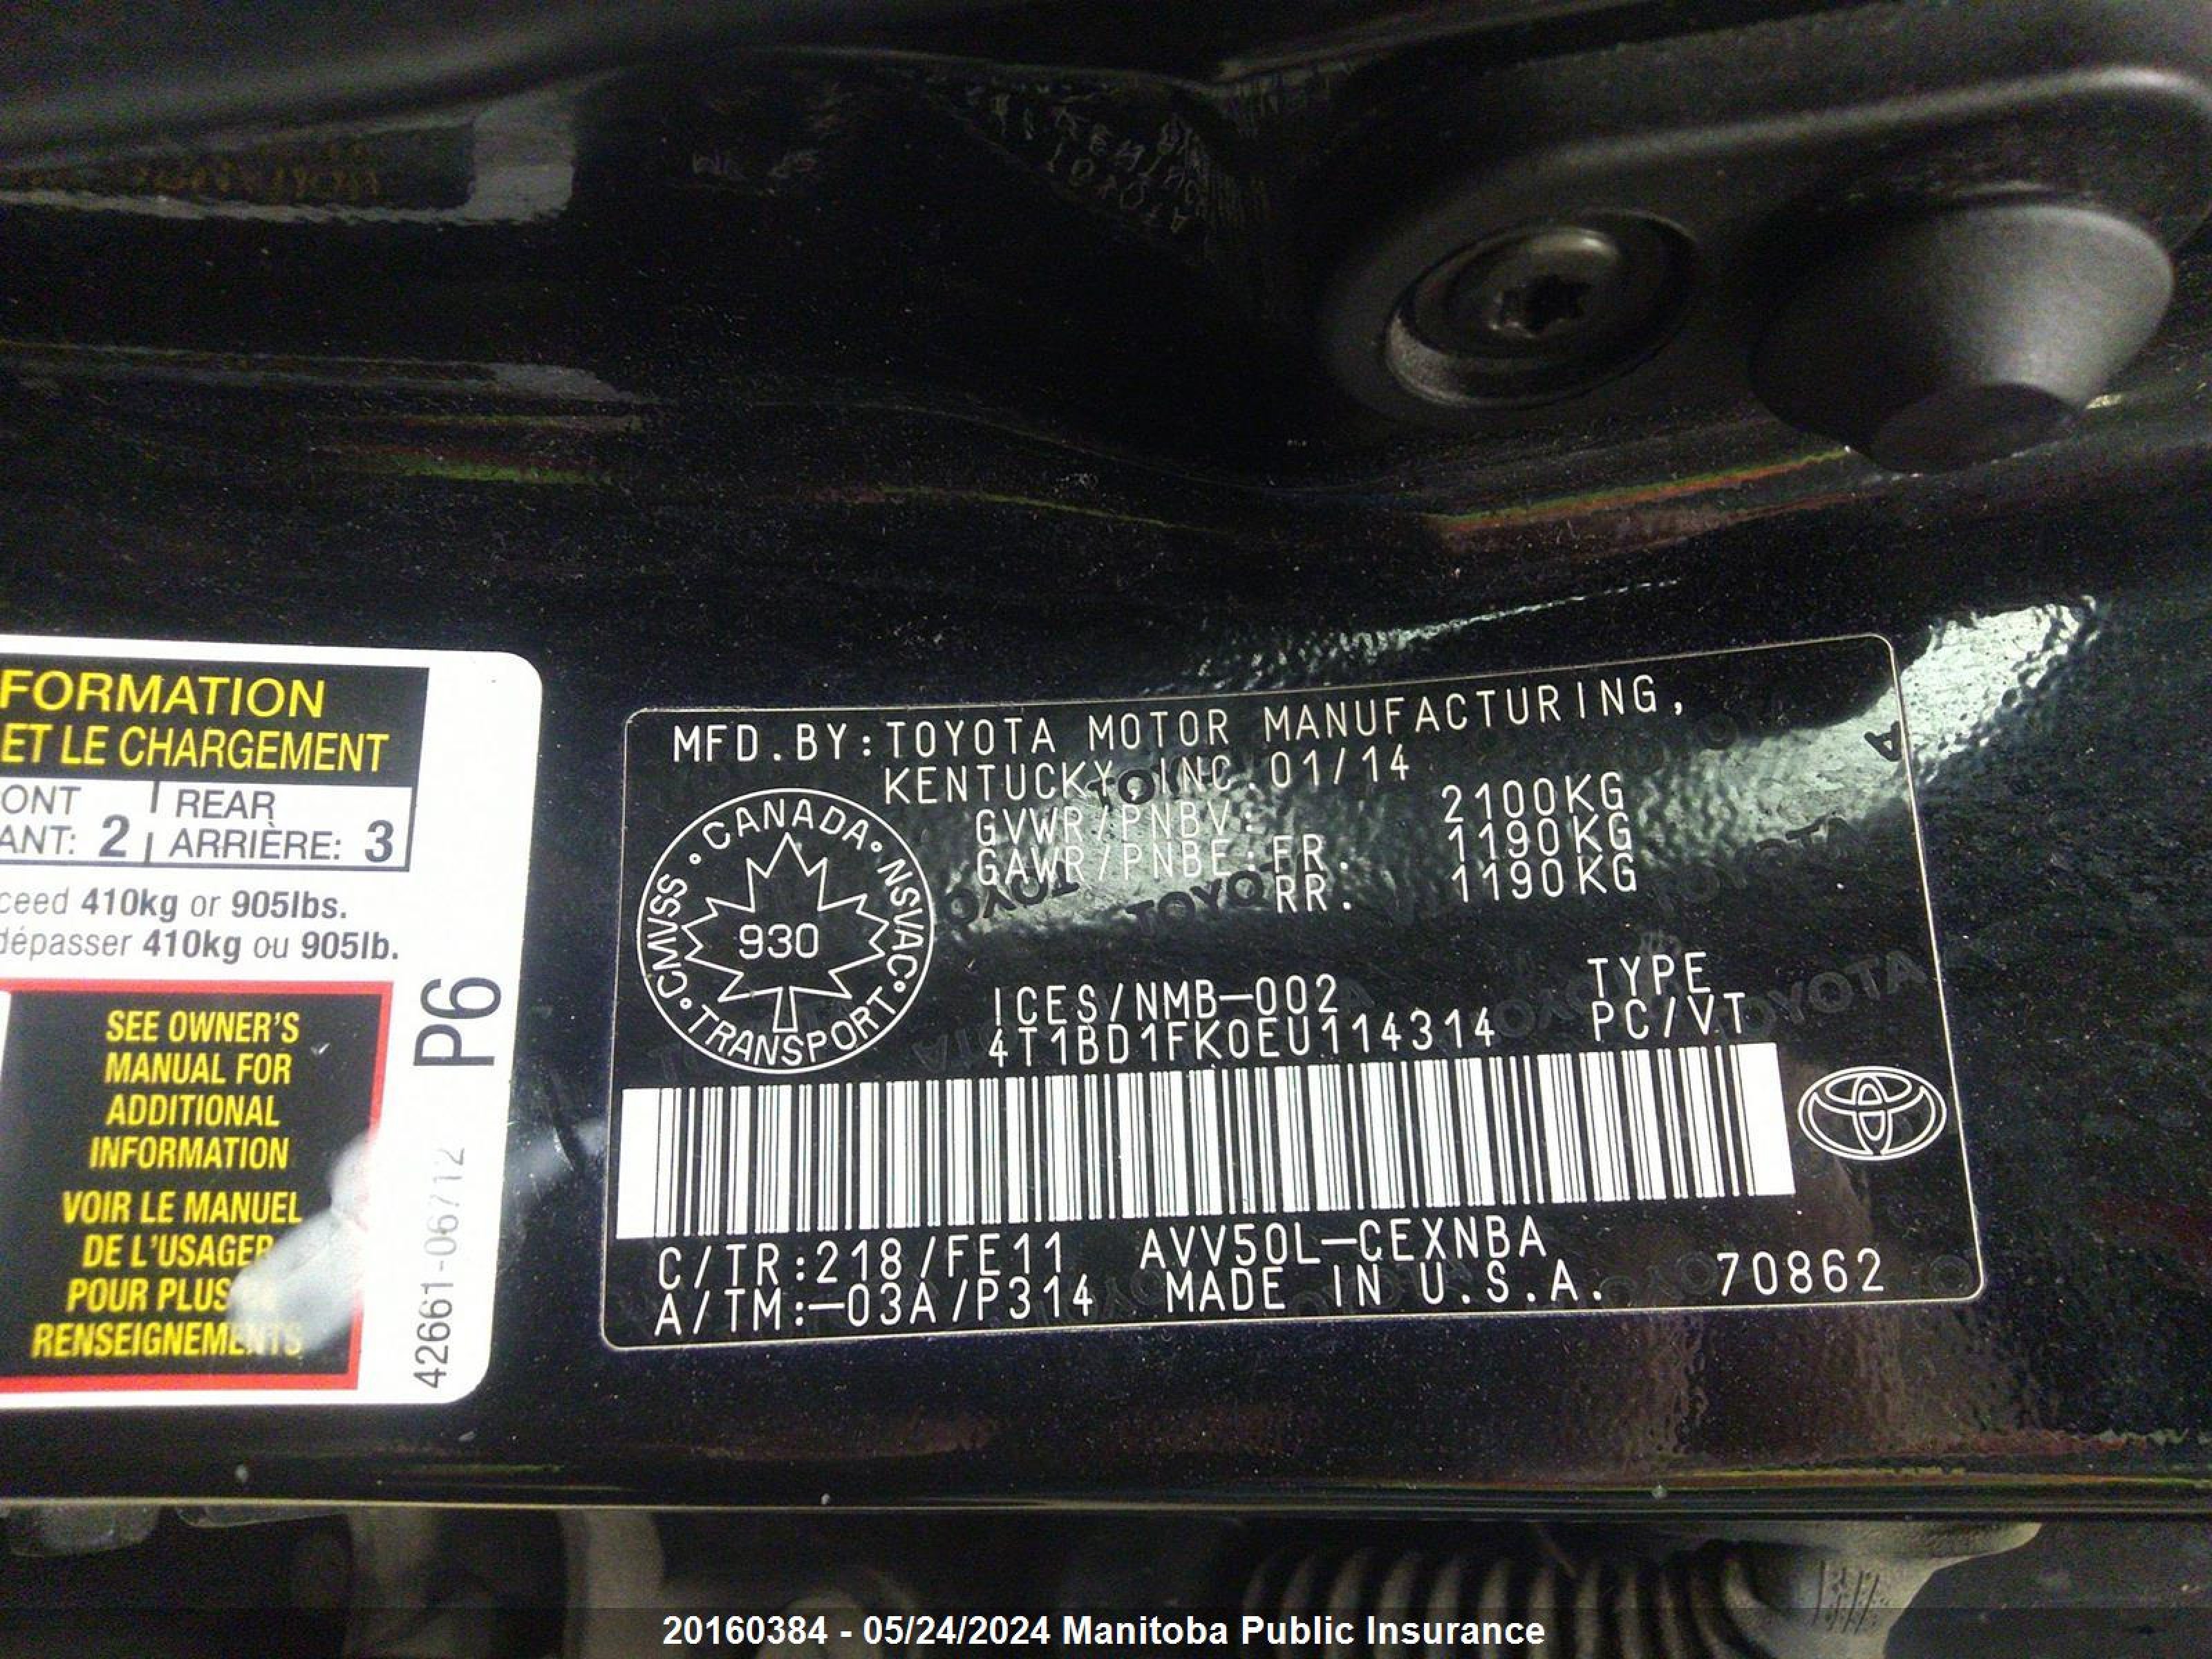 FORMATION
ET LE CHARGEMENT
ONT | REAR
ANT: 2 | ARRIÈRE: 3
ceed 410kg or 905lbs.
dépasser 410kg ou 905lb.
SEE OWNER'S
MANUAL FOR
ADDITIONAL
INFORMATION
VOIR LE MANUEL
DE L'USAGER
POUR PLUS
RENSEIGNEMENTS
P6
42661-06712
MFD.BY:TOYOTA MOTOR MANUFACTURING,
KENTUCKY, INC. 01/14
GVWR/PNBV: 2100KG
GAWR/PNBE:FR. 1190KG
RR. 1190KG
CANADA
NSVAC
TRANSPORT
CMVSS
930
ICES/NMB-002
4T1BD1FK0EU114314
TYPE
PC/VT
C/TR:218/FE11 AVV50L-CEXNBA
A/TM:-03A/P314 MADE IN U.S.A. 70862
20160384 - 05/24/2024 Manitoba Public Insurance